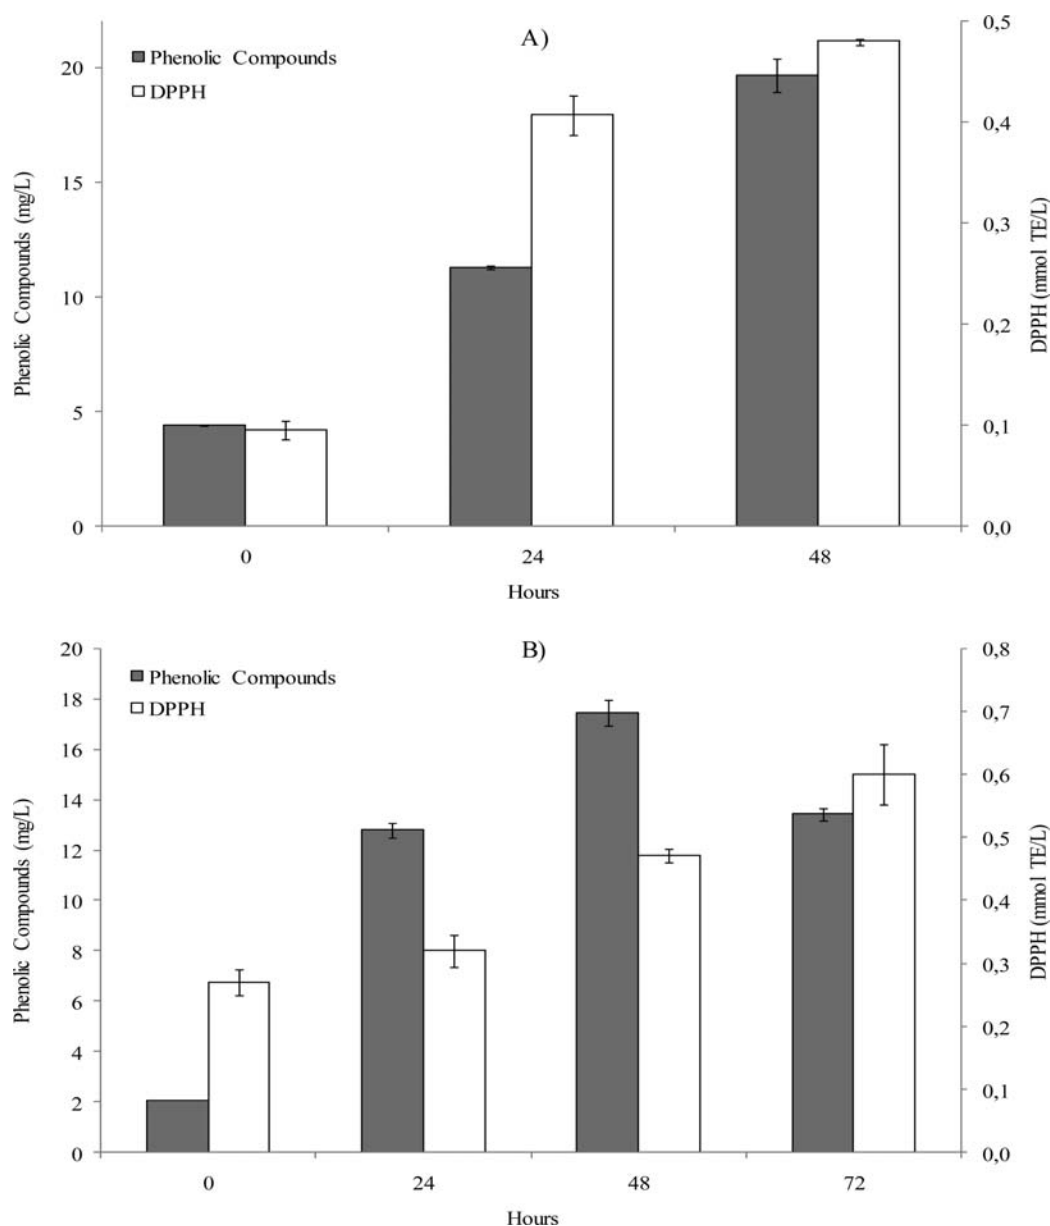 A)
Phenolic Compounds
DPPH
Phenolic Compounds (mg/L)
20
15
10
5
0
0,5
0,4
0,3
0,2
0,1
0,0
DPPH (mmol TE/L)
0 24 48
Hours
B)
Phenolic Compounds
DPPH
Phenolic Compounds (mg/L)
20
18
16
14
12
10
8
6
4
2
0
0,8
0,7
0,6
0,5
0,4
0,3
0,2
0,1
0,0
DPPH (mmol TE/L)
0 24 48 72
Hours